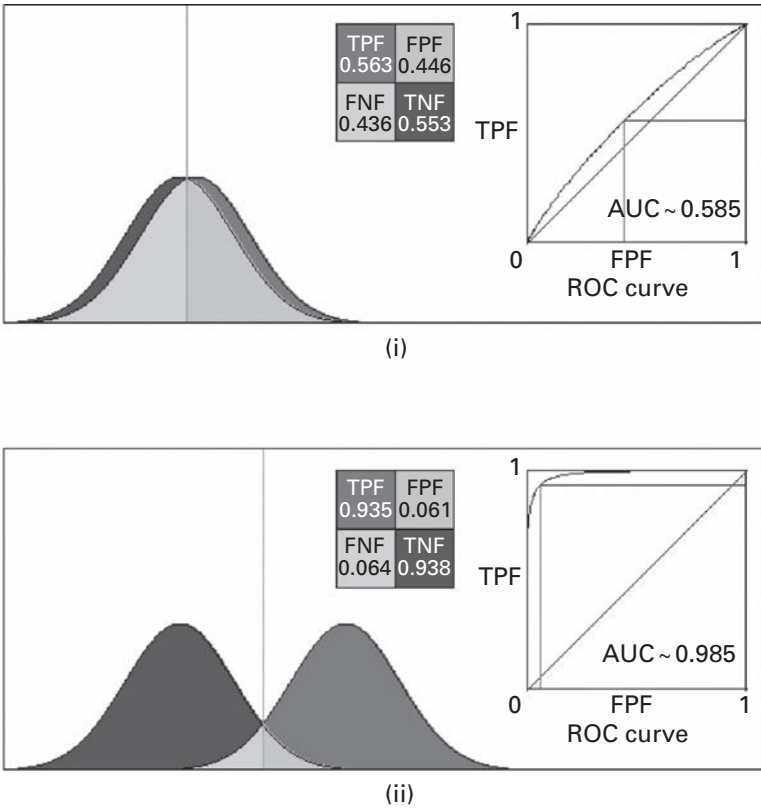 TPF FPF
0.563 0.446
FNF TNF
0.436 0.553
1
TPF
AUC ~ 0.585
0 FPF 1
ROC curve
(i)
TPF FPF
0.935 0.061
FNF TNF
0.064 0.938
1
TPF
AUC ~ 0.985
0 FPF 1
ROC curve
(ii)